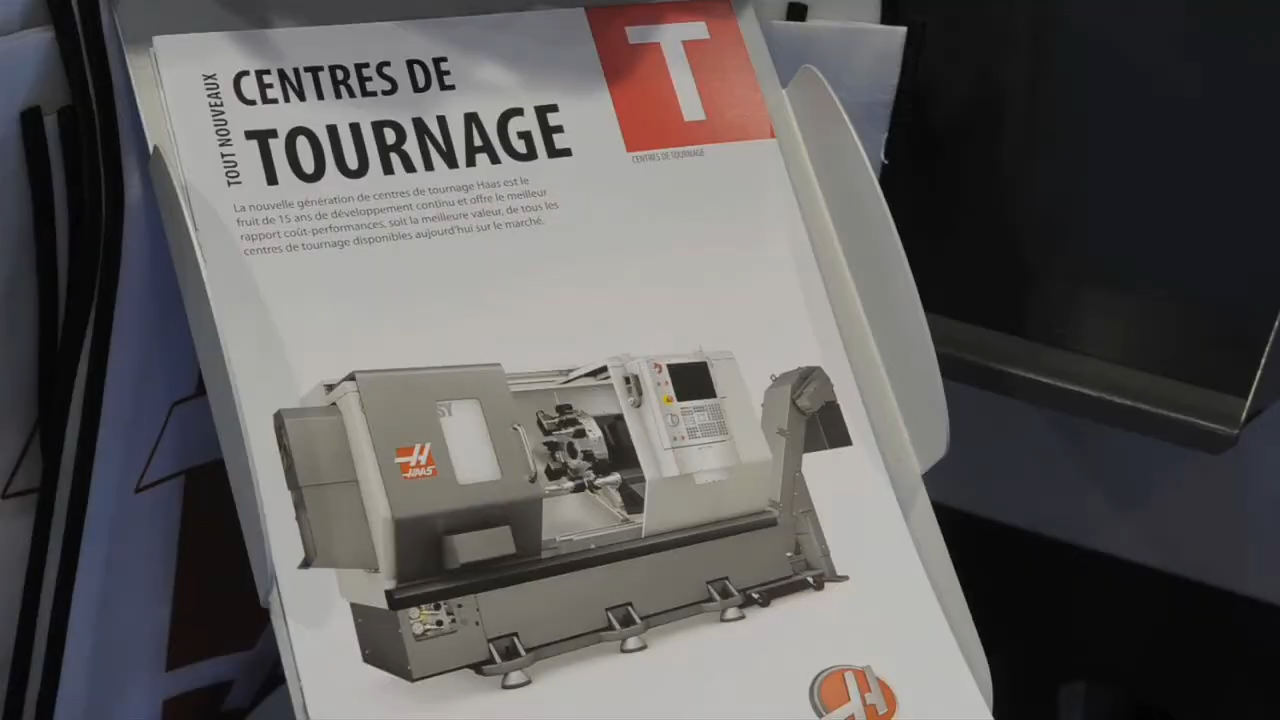 TOUT NOUVEAUX
CENTRES DE
TOURNAGE
T
CENTRES DE TOURNAGE
La nouvelle génération de centres de tournage Haas est le
fruit de 15 ans de développement continu et offre le meilleur
rapport coût-performances, soit la meilleure valeur, de tous les
centres de tournage disponibles aujourd'hui sur le marché.
SY
HAAS